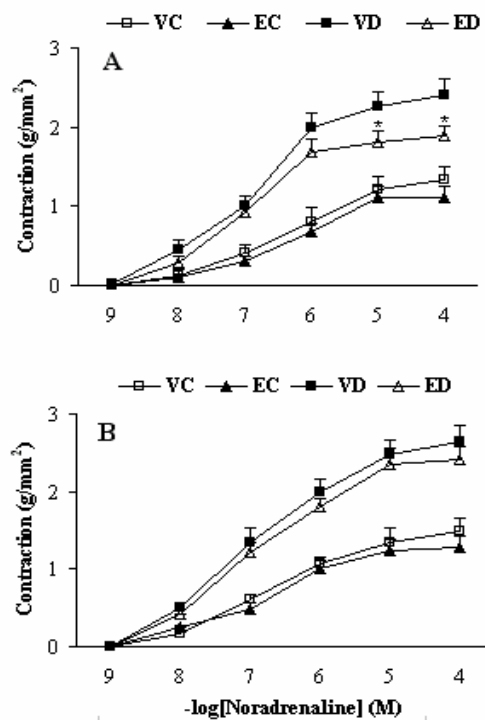 VC EC VD ED
A
Contraction (g/mm²)
3
2
1
0
* *
9 8 7 6 5 4
VC EC VD ED
B
Contraction (g/mm²)
3
2
1
0
9 8 7 6 5 4
-log[Noradrenaline] (M)